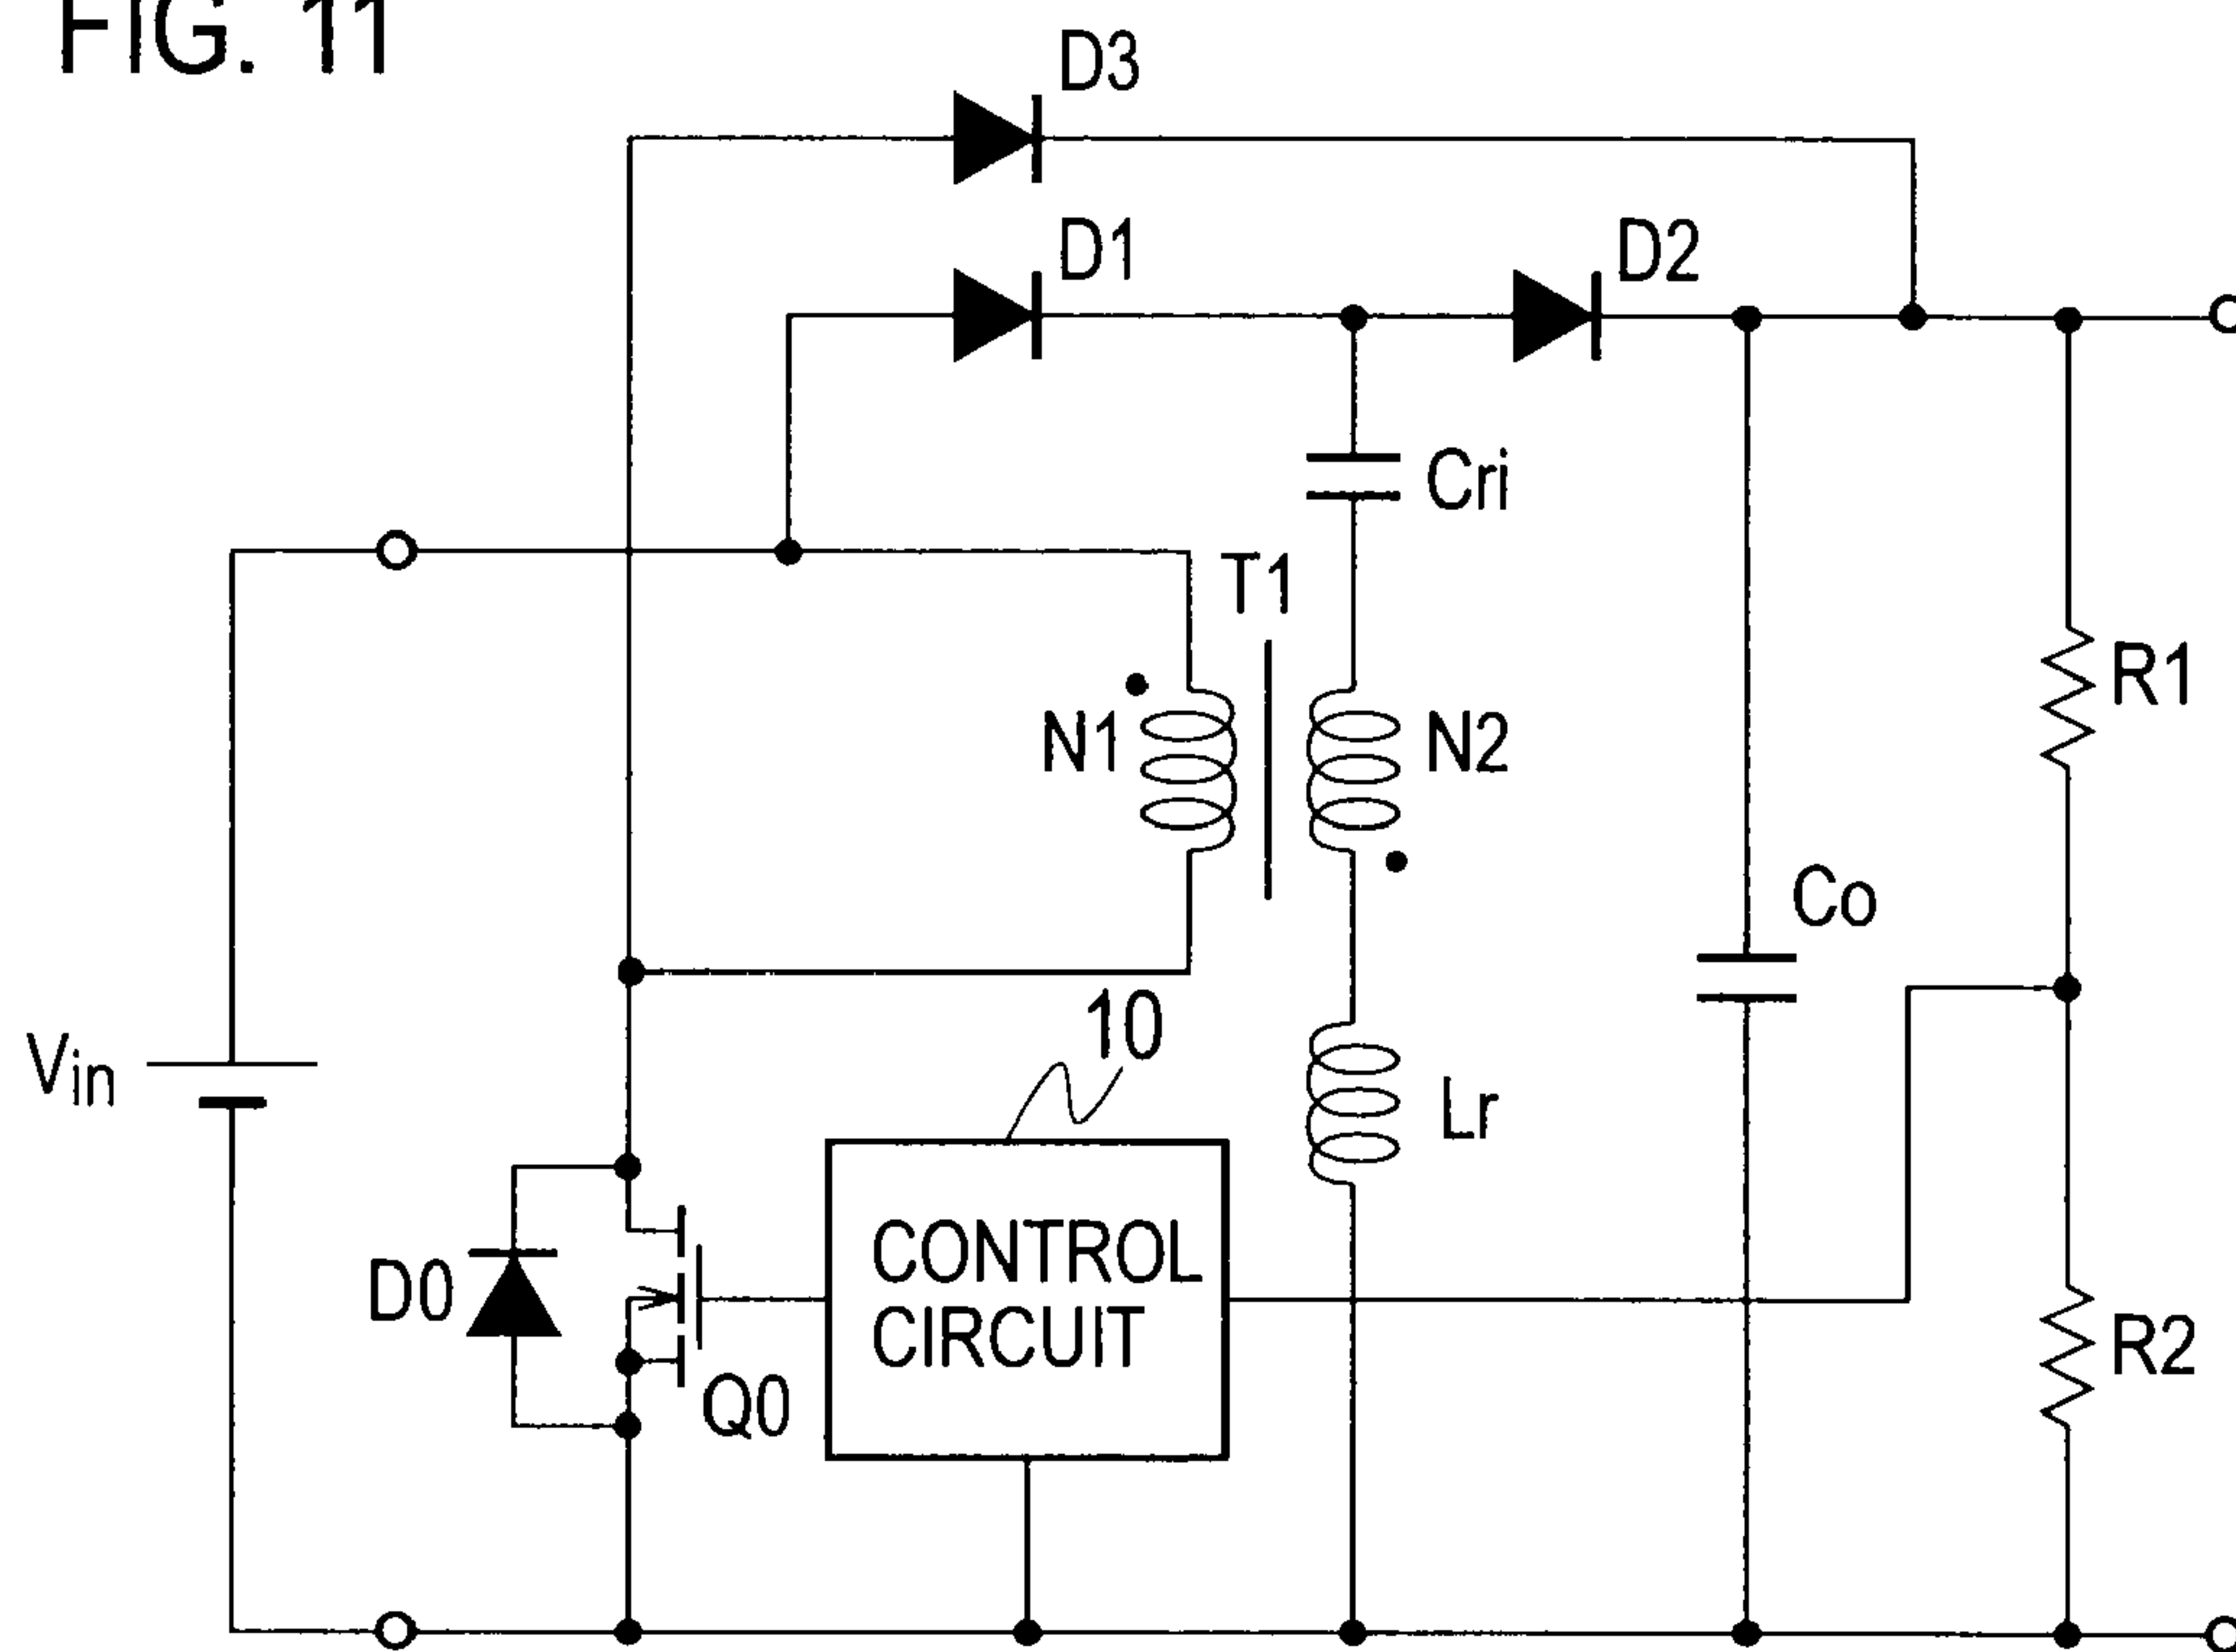 FIG. 11
D3
D1
D2
Cri
T1
N1
N2
R1
Co
Vin
10
Lr
D0
CONTROL
CIRCUIT
Q0
R2